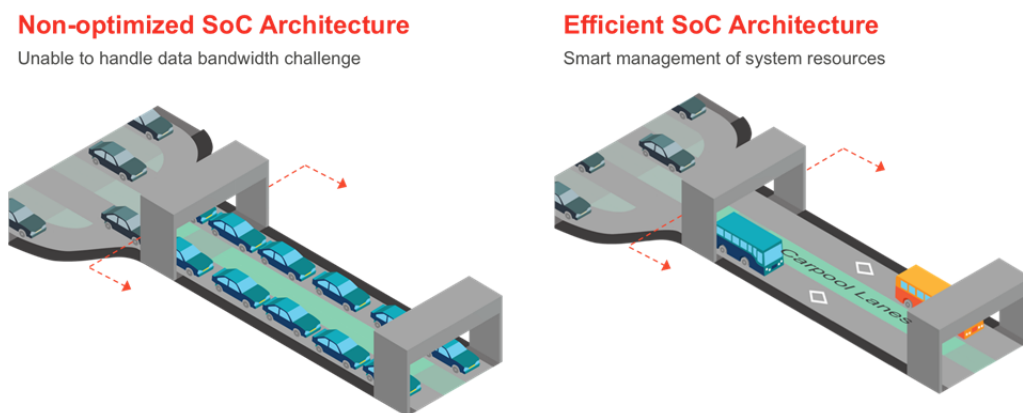 Non-optimized SoC Architecture
Unable to handle data bandwidth challenge
Efficient SoC Architecture
Smart management of system resources
Carpool Lanes